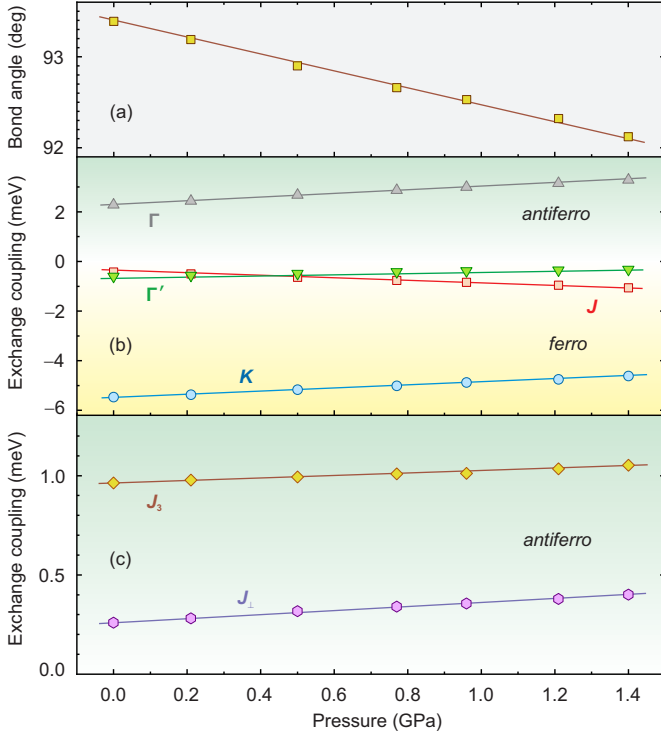 Bond angle (deg)
93
92
(a)
Exchange coupling (meV)
2
0
−2
−4
−6
Γ
antiferro
Γ′
J
ferro
K
(b)
Exchange coupling (meV)
1.0
0.5
0.0
J₃
(c)
antiferro
J⊥
0.0 0.2 0.4 0.6 0.8 1.0 1.2 1.4
Pressure (GPa)